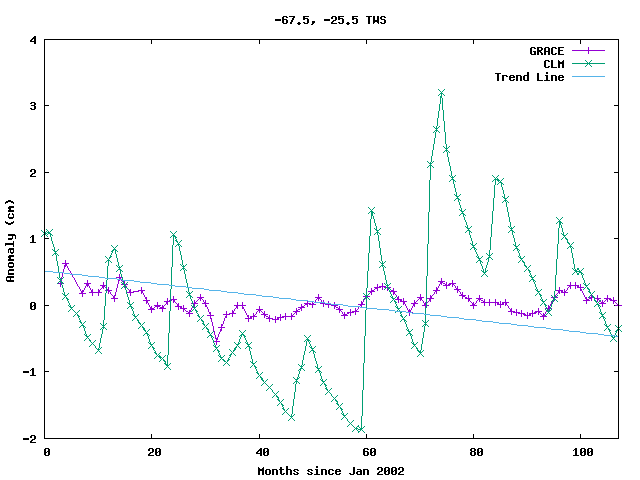 -67.5, -25.5 TWS
GRACE
CLM
Trend Line
4
3
2
1
0
-1
-2
Anomaly (cm)
0 20 40 60 80 100
Months since Jan 2002